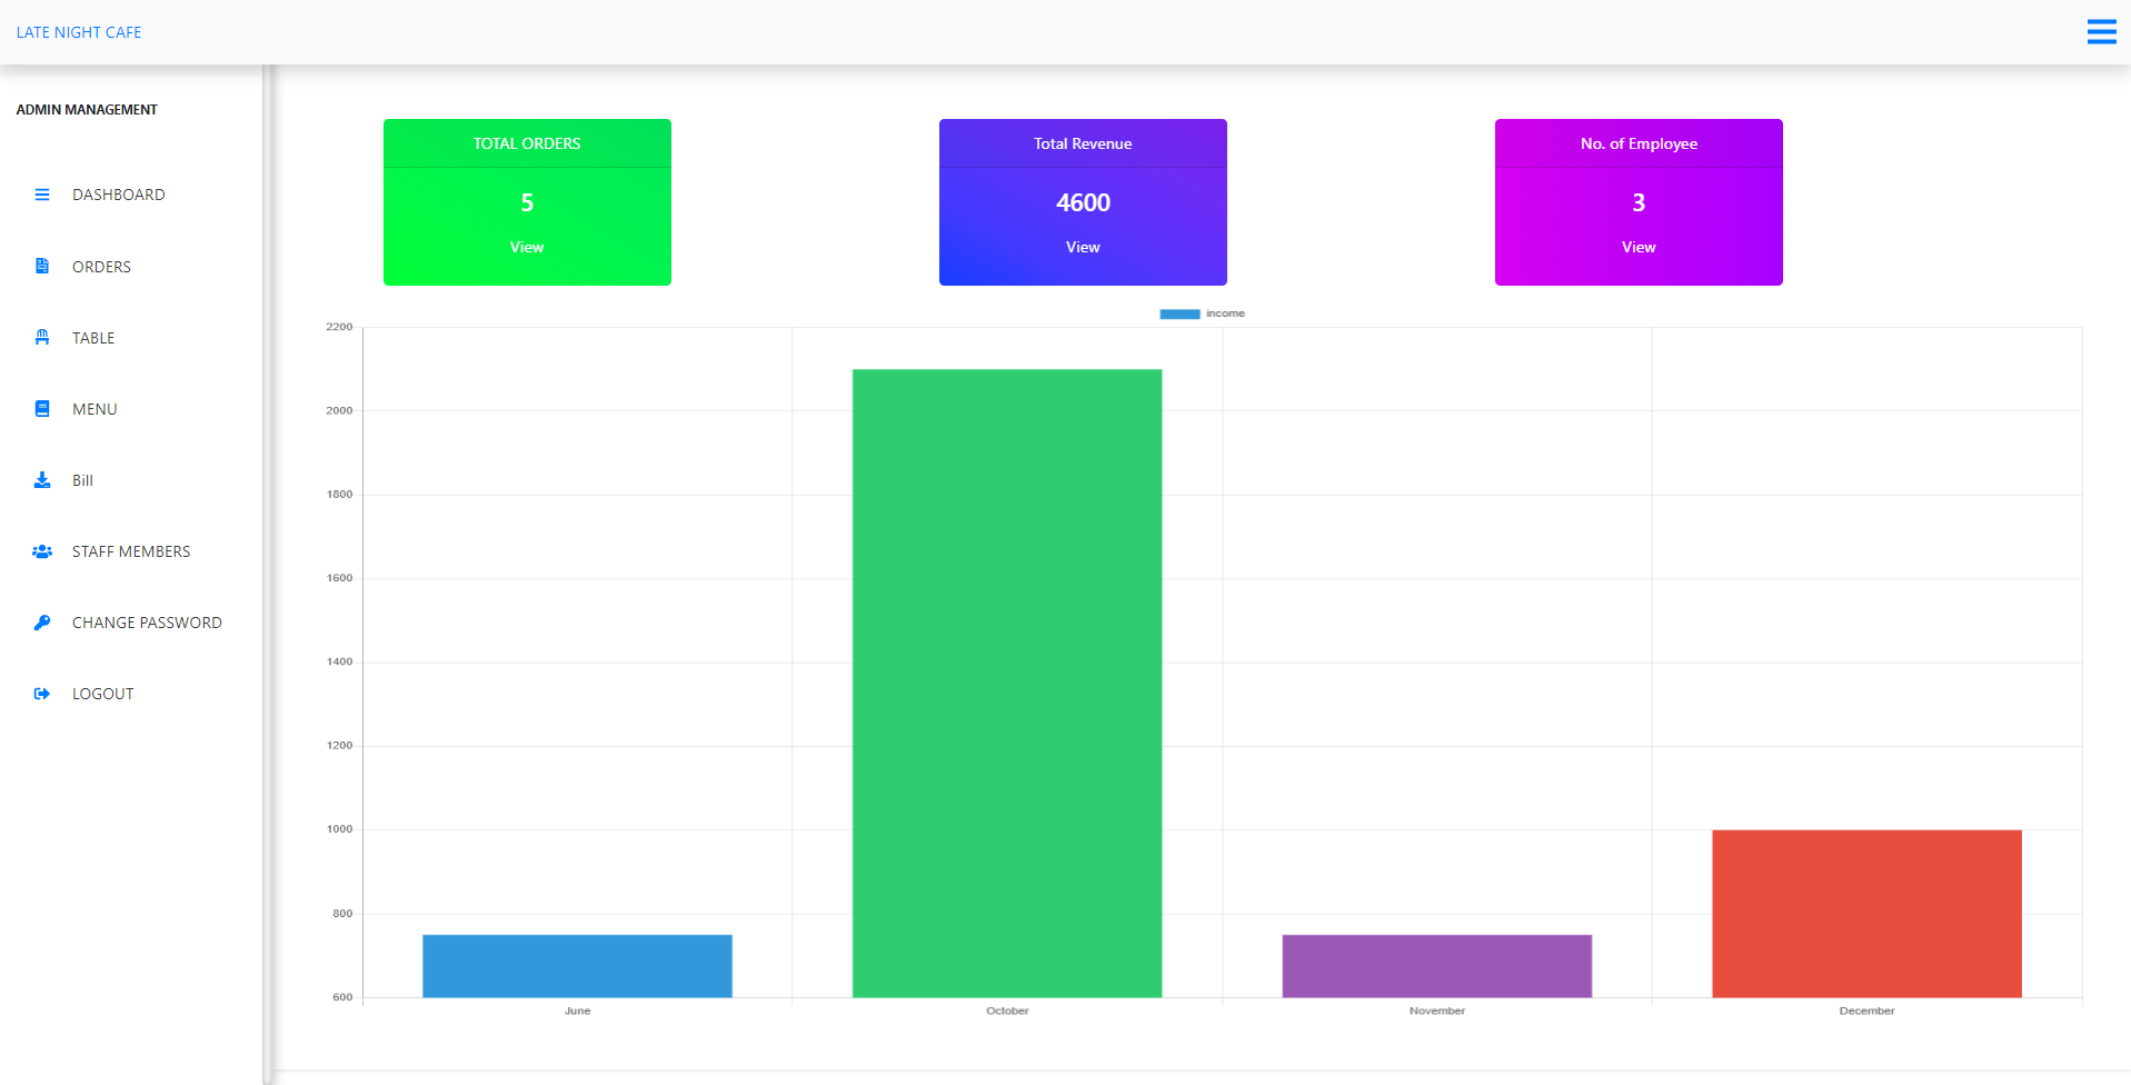 LATE NIGHT CAFE
ADMIN MANAGEMENT
DASHBOARD
ORDERS
TABLE
MENU
Bill
STAFF MEMBERS
CHANGE PASSWORD
LOGOUT
TOTAL ORDERS
5
View
Total Revenue
4600
View
No. of Employee
3
View
income
2200
2000
1800
1600
1400
1200
1000
800
600
June October November December